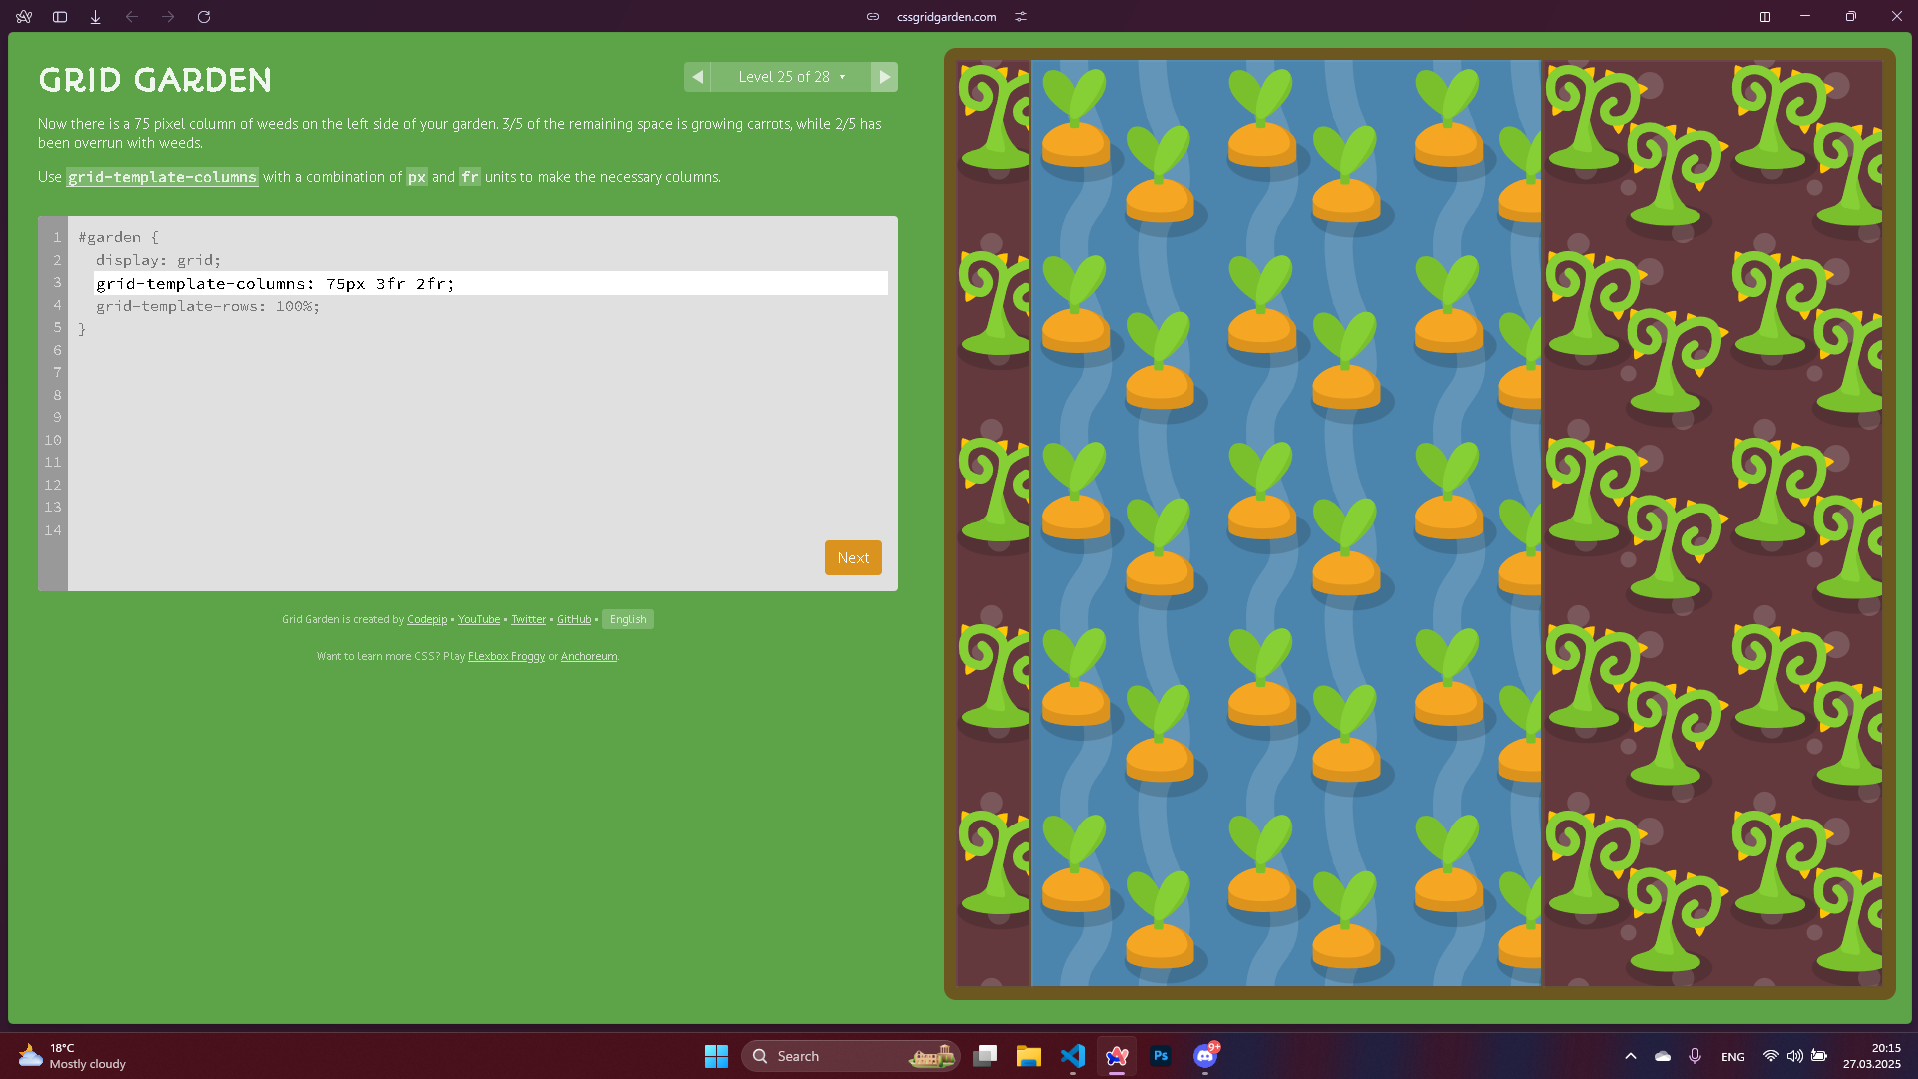 cssgridgarden.com
GRID GARDEN
Level 25 of 28
Now there is a 75 pixel column of weeds on the left side of your garden. 3/5 of the remaining space is growing carrots, while 2/5 has
been overrun with weeds.
Use grid-template-columns with a combination of px and fr units to make the necessary columns.
1 #garden {
2 display: grid;
3 grid-template-columns: 75px 3fr 2fr;
4 grid-template-rows: 100%;
5 }
6
7
8
9
10
11
12
13
14
Next
Grid Garden is created by Codepip • YouTube • Twitter • GitHub • English
Want to learn more CSS? Play Flexbox Froggy or Anchoreum.
18°C
Mostly cloudy
Search
Ps
9+
ENG
20:15
27.03.2025